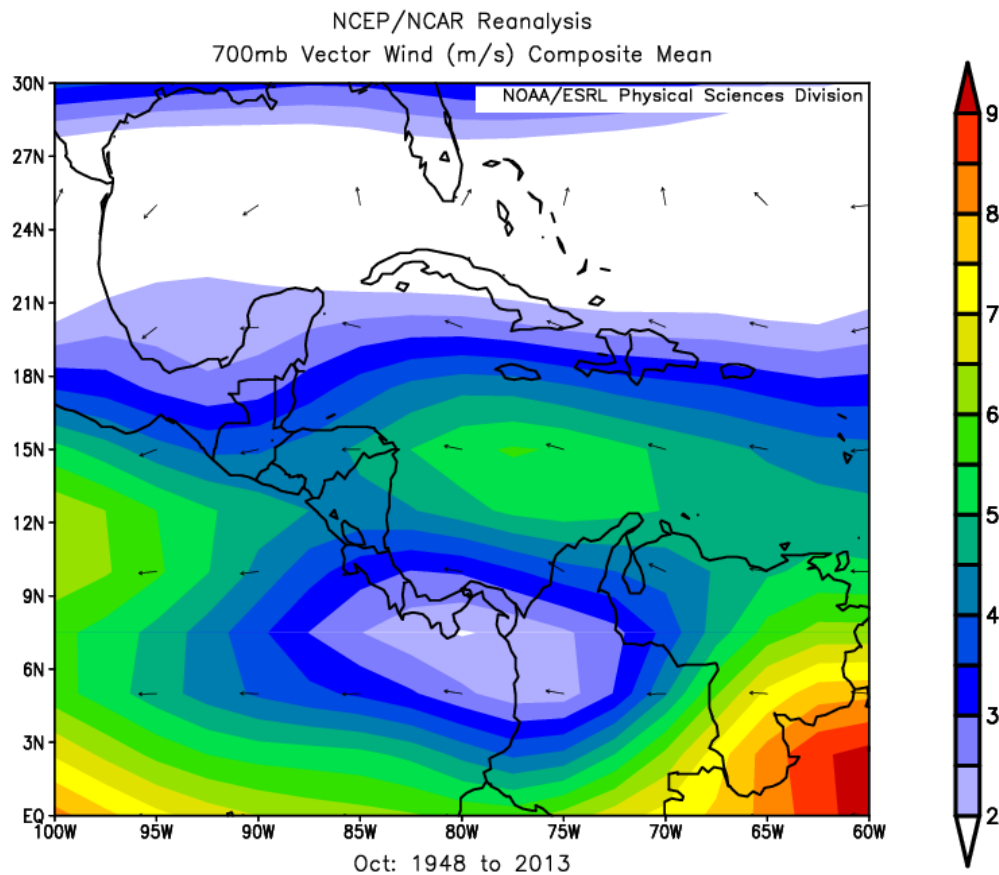 NCEP/NCAR Reanalysis
700mb Vector Wind (m/s) Composite Mean
NOAA/ESRL Physical Sciences Division
30N
27N
24N
21N
18N
15N
12N
9N
6N
3N
EQ
100W 95W 90W 85W 80W 75W 70W 65W 60W
Oct: 1948 to 2013
9
8
7
6
5
4
3
2